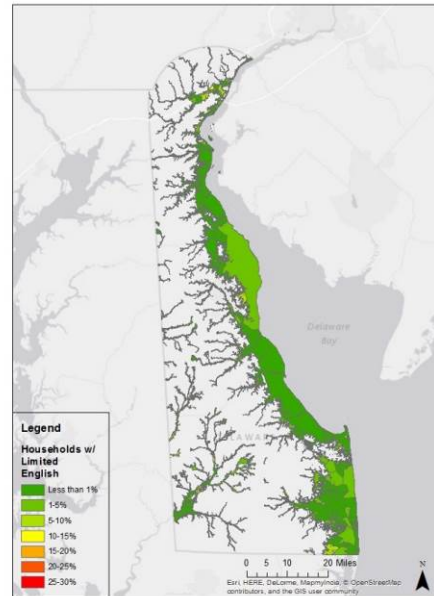 Delaware
Bay
DELAWARE
Legend
Households w/
Limited
English
Less than 1%
1-5%
5-10%
10-15%
15-20%
20-25%
25-30%
0 5 10 20 Miles
N
Esri, HERE, DeLorme, MapmyIndia, © OpenStreetMap
contributors, and the GIS user community